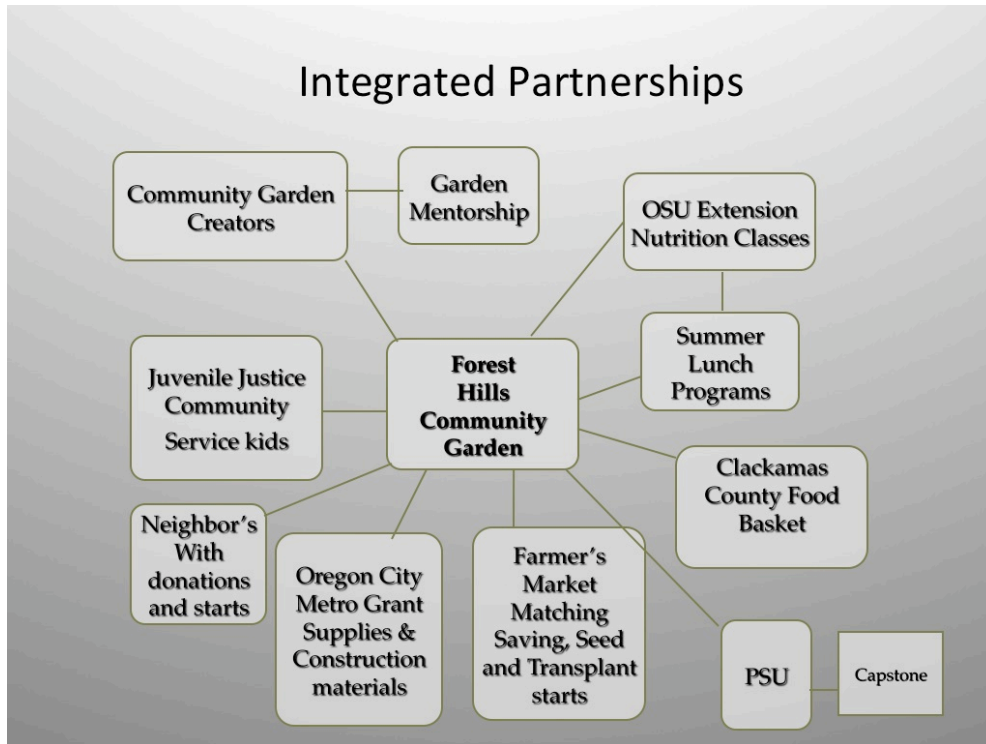 Integrated Partnerships
Community Garden
Creators
Garden
Mentorship
OSU Extension
Nutrition Classes
Summer
Lunch
Programs
Forest
Hills
Community
Garden
Juvenile Justice
Community
Service kids
Clackamas
County Food
Basket
Neighbor's
With
donations
and starts
Oregon City
Metro Grant
Supplies &
Construction
materials
Farmer's
Market
Matching
Saving, Seed
and Transplant
starts
PSU
Capstone